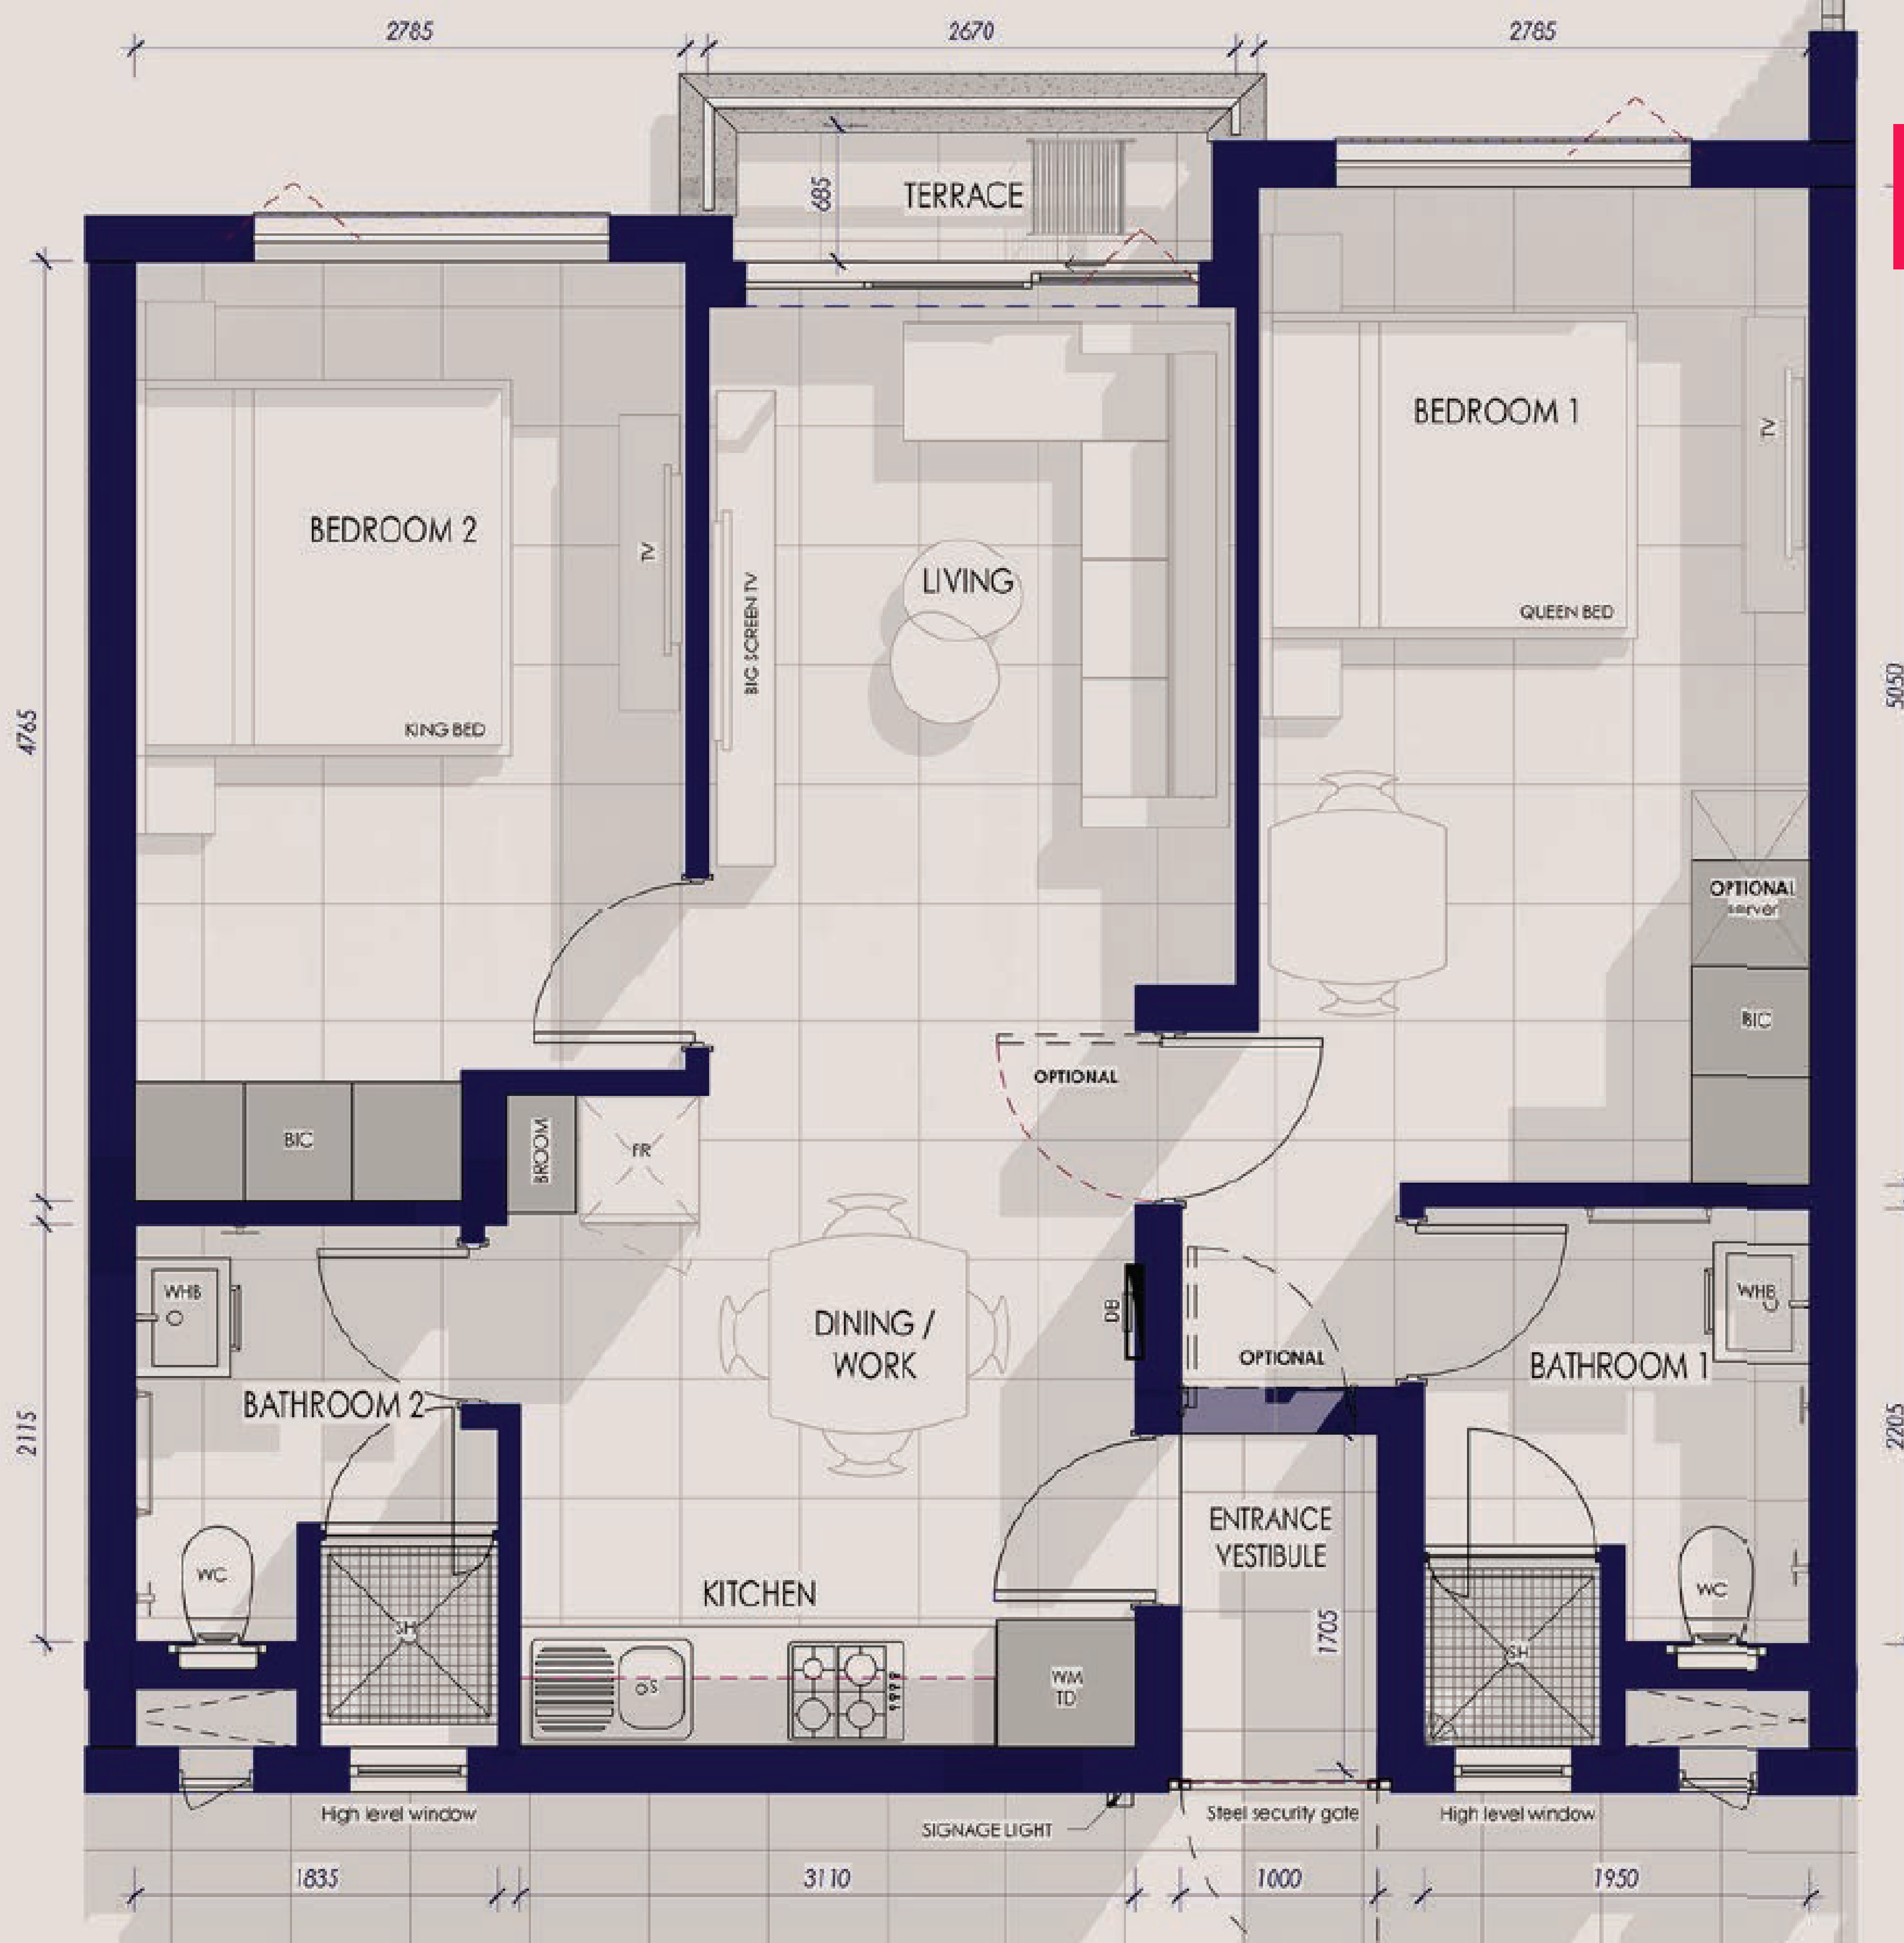 2785
2670
2785
685
TERRACE
BEDROOM 1
TV
BEDROOM 2
TV
LIVING
BIG SCREEN TV
QUEEN BED
KING BED
4765
5050
OPTIONAL
server
BIC
OPTIONAL
BIC
BROOM
FR
WHB
DB
WHB
DINING /
WORK
OPTIONAL
BATHROOM 1
BATHROOM 2
2115
2205
ENTRANCE
VESTIBULE
WC
KITCHEN
WC
SH
1705
SH
S
WM
TD
High level window
SIGNAGE LIGHT
Steel security gate
High level window
1835
3110
1000
1950